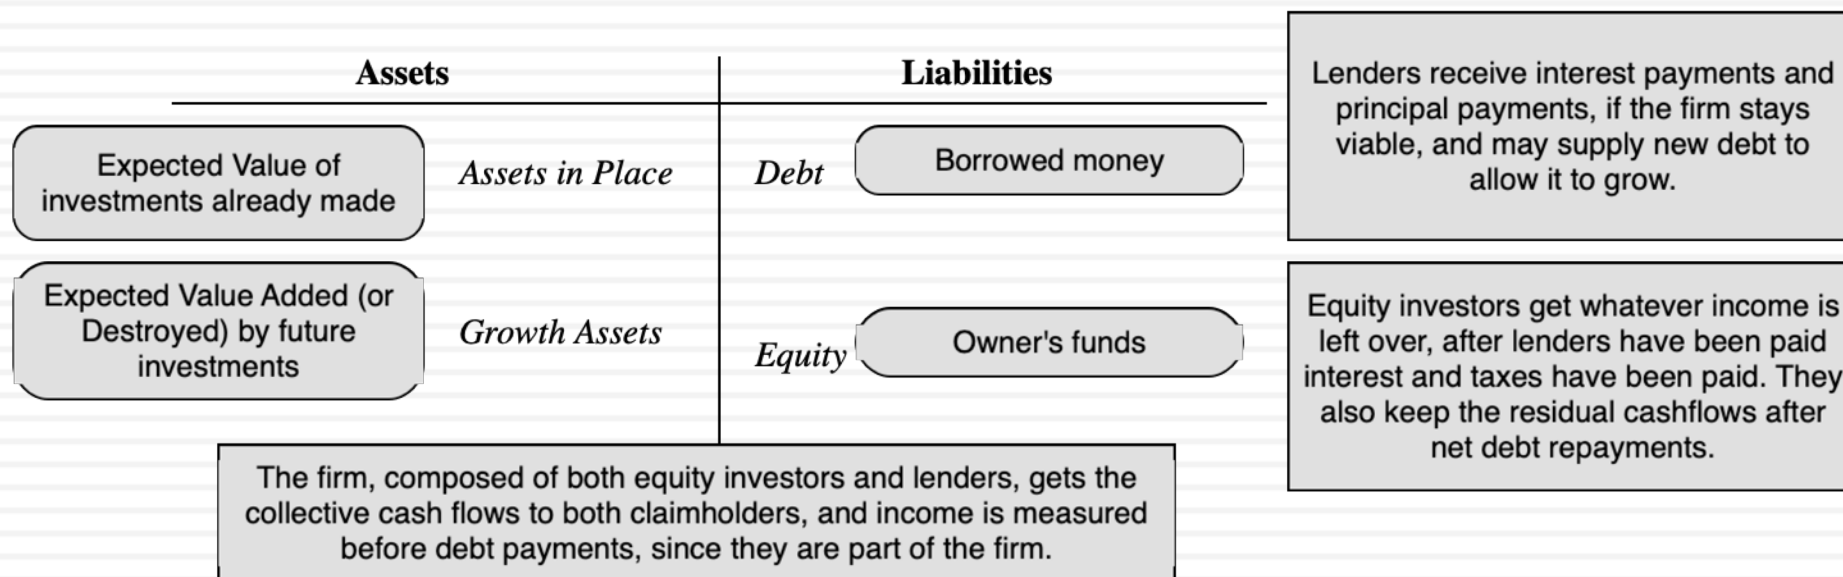 Assets
Liabilities
Expected Value of
investments already made
Assets in Place
Debt
Borrowed money
Lenders receive interest payments and
principal payments, if the firm stays
viable, and may supply new debt to
allow it to grow.
Expected Value Added (or
Destroyed) by future
investments
Growth Assets
Equity
Owner's funds
Equity investors get whatever income is
left over, after lenders have been paid
interest and taxes have been paid. They
also keep the residual cashflows after
net debt repayments.
The firm, composed of both equity investors and lenders, gets the
collective cash flows to both claimholders, and income is measured
before debt payments, since they are part of the firm.